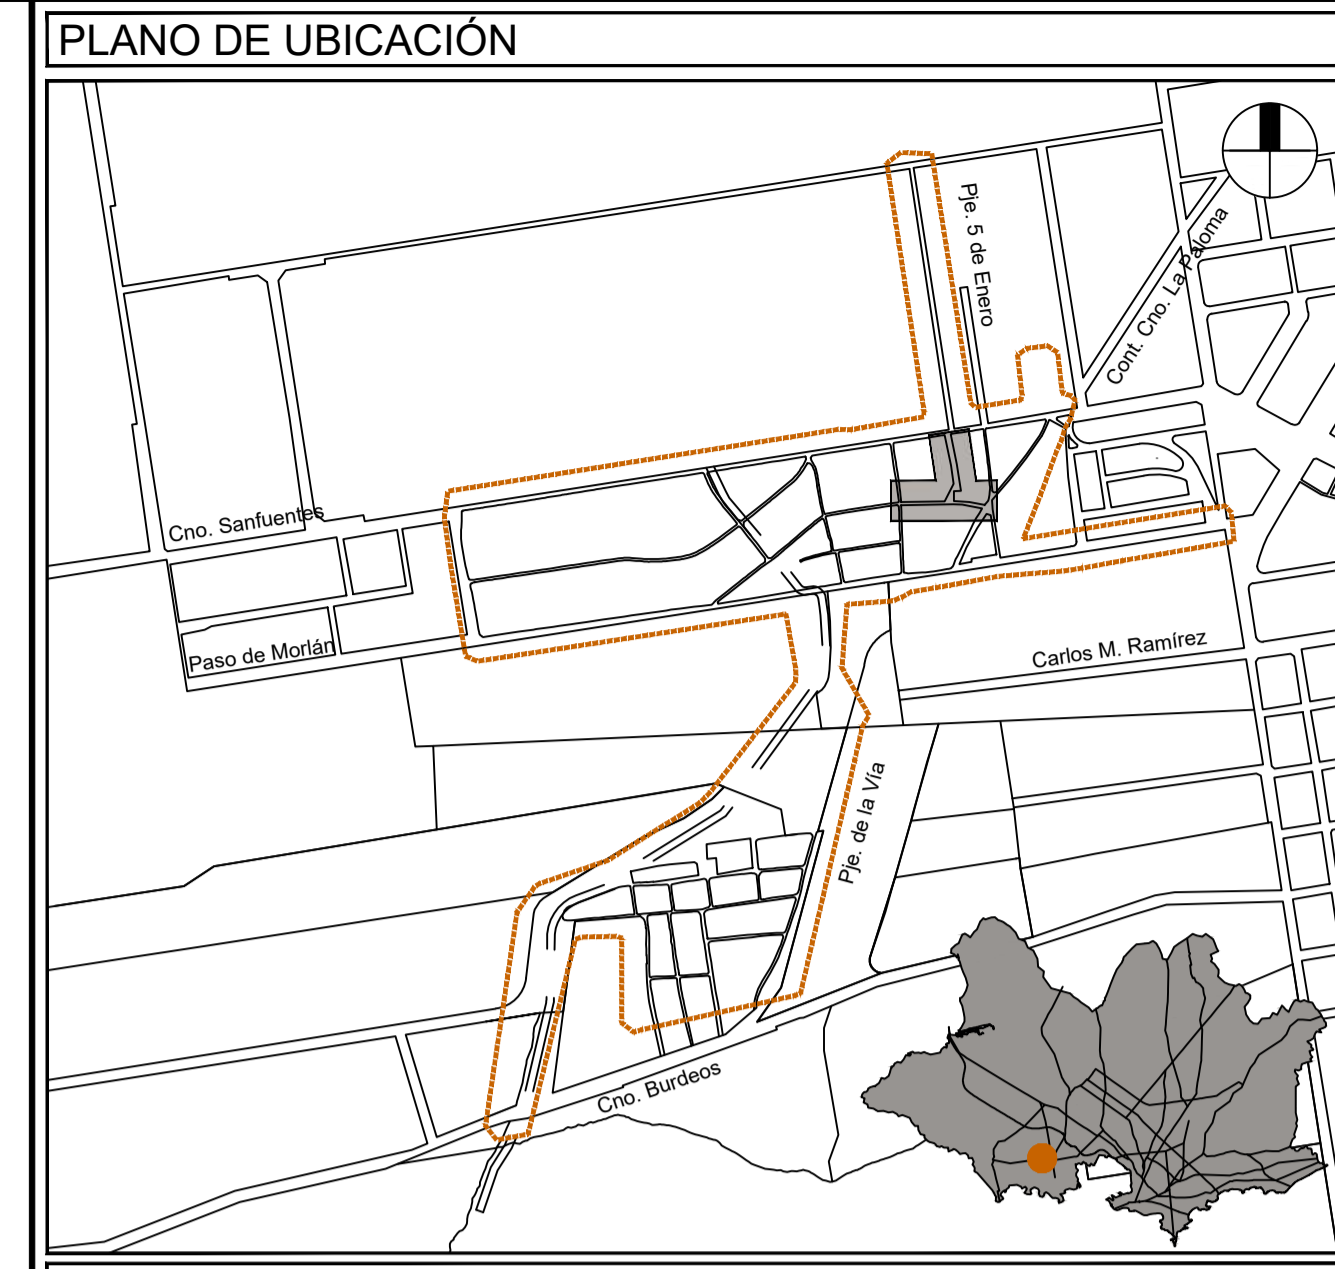 PLANO DE UBICACIÓN
Pje. 5 de Enero
Cont. Cno. La Paloma
Cno. Sanfuentes
Paso de Morlán
Carlos M. Ramírez
Pje. de la Vía
Cno. Burdeos